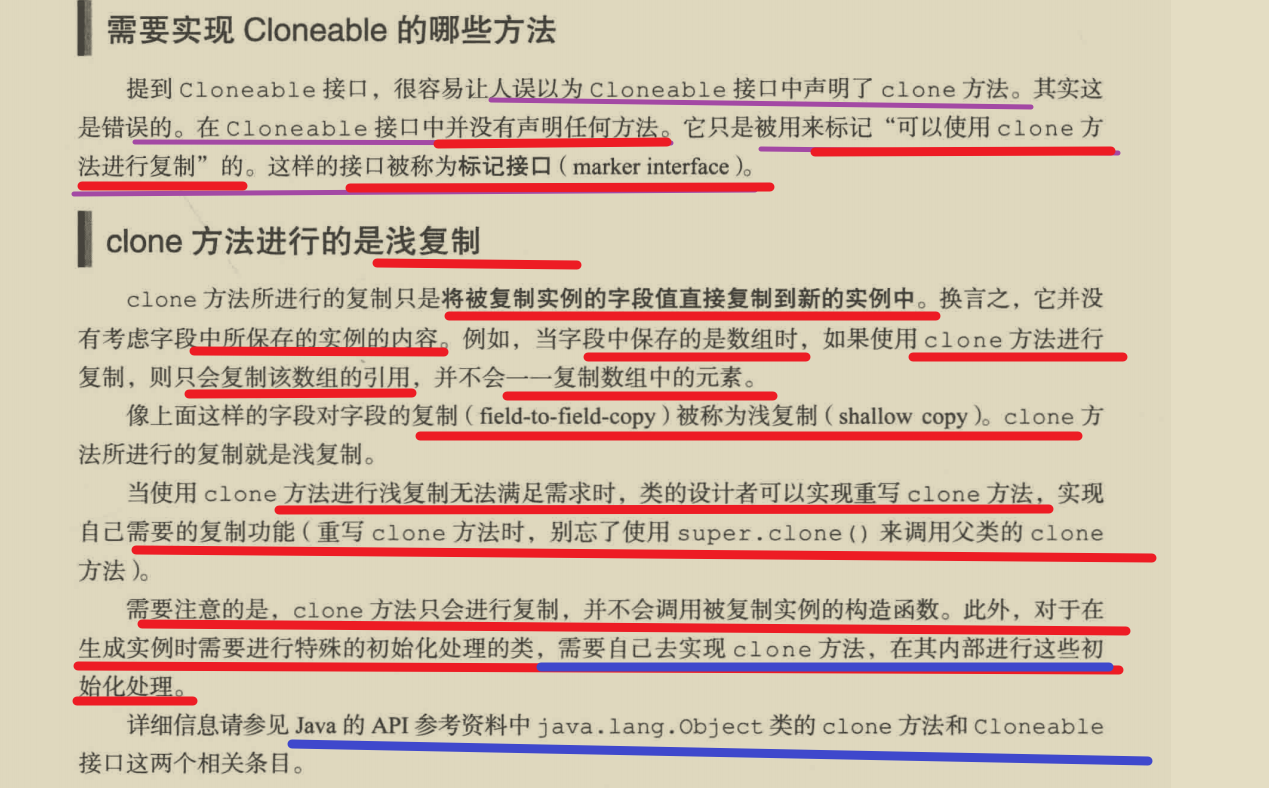 需要实现 Cloneable 的哪些方法
提到 Cloneable 接口，很容易让人误以为 Cloneable 接口中声明了 clone 方法。其实这
是错误的。在 Cloneable 接口中并没有声明任何方法。它只是被用来标记“可以使用 clone 方
法进行复制”的。这样的接口被称为标记接口（marker interface）。
clone 方法进行的是浅复制
clone 方法所进行的复制只是将被复制实例的字段值直接复制到新的实例中。换言之，它并没
有考虑字段中所保存的实例的内容。例如，当字段中保存的是数组时，如果使用 clone 方法进行
复制，则只会复制该数组的引用，并不会一一复制数组中的元素。
像上面这样的字段对字段的复制（field-to-field-copy）被称为浅复制（shallow copy）。clone 方
法所进行的复制就是浅复制。
当使用 clone 方法进行浅复制无法满足需求时，类的设计者可以实现重写 clone 方法，实现
自己需要的复制功能（重写 clone 方法时，别忘了使用 super.clone() 来调用父类的 clone
方法）。
需要注意的是，clone 方法只会进行复制，并不会调用被复制实例的构造函数。此外，对于在
生成实例时需要进行特殊的初始化处理的类，需要自己去实现 clone 方法，在其内部进行这些初
始化处理。
详细信息请参见 Java 的 API 参考资料中 java.lang.Object 类的 clone 方法和 Cloneable
接口这两个相关条目。